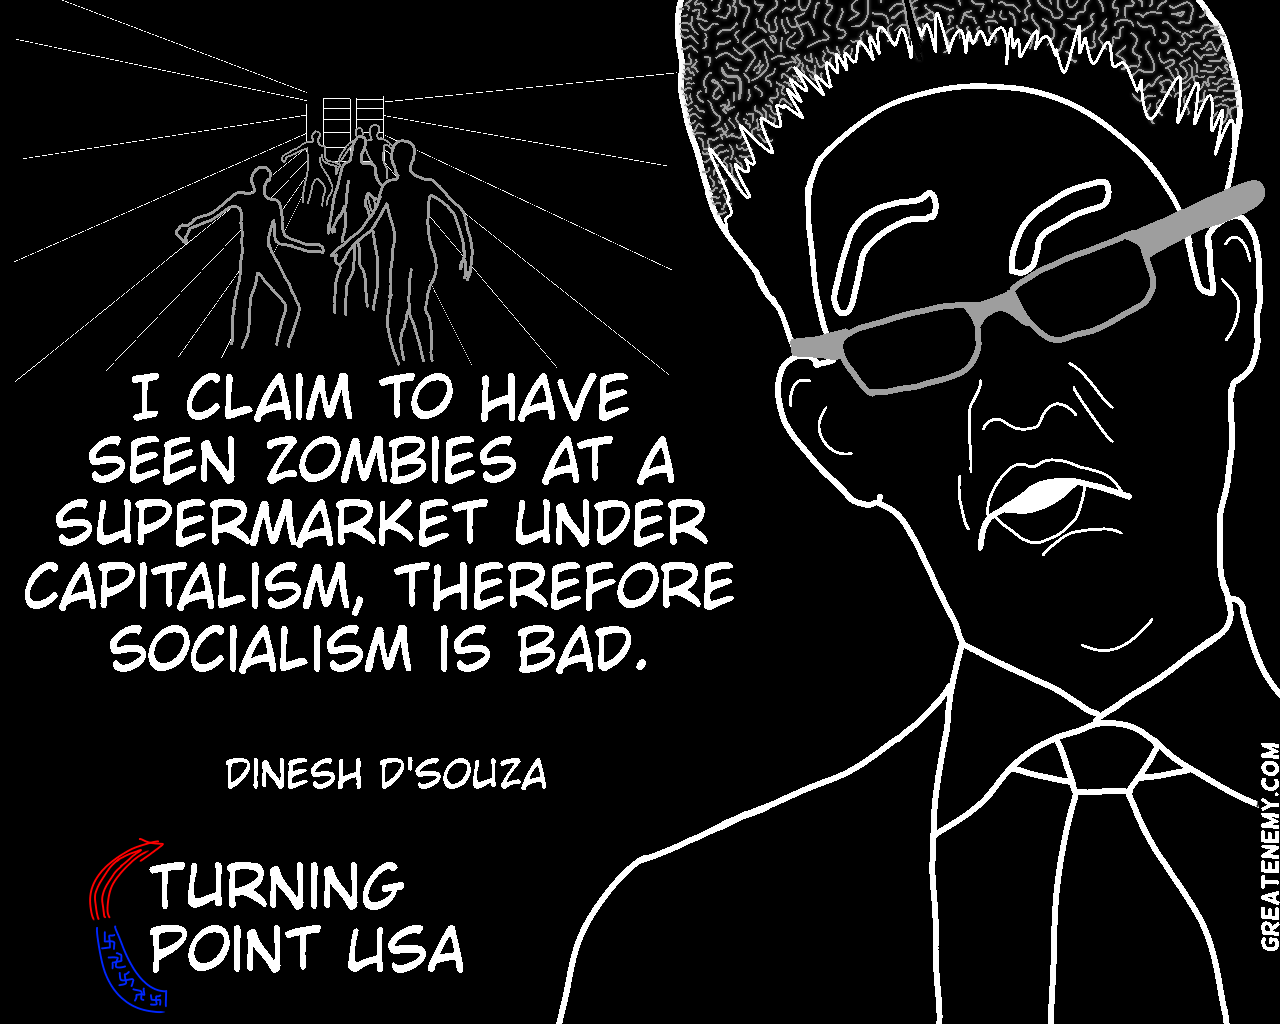 I CLAIM TO HAVE
SEEN ZOMBIES AT A
SUPERMARKET UNDER
CAPITALISM, THEREFORE
SOCIALISM IS BAD.
DINESH D'SOUZA
TURNING
POINT USA
GREATENEMY.COM